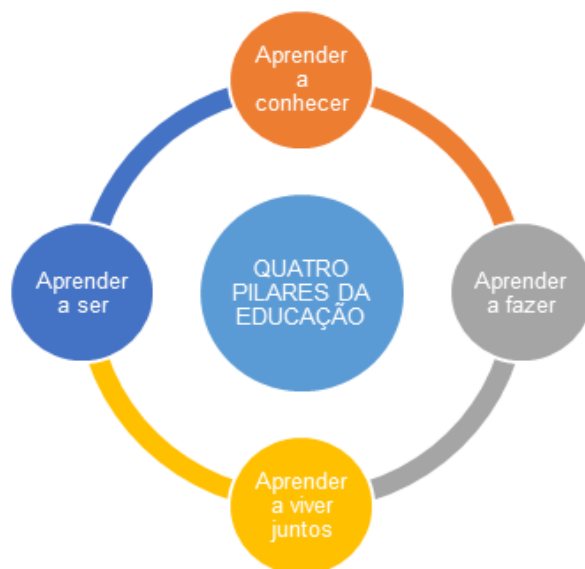 Aprender
a
conhecer
Aprender
a ser
QUATRO
PILARES DA
EDUCAÇÃO
Aprender
a fazer
Aprender
a viver
juntos